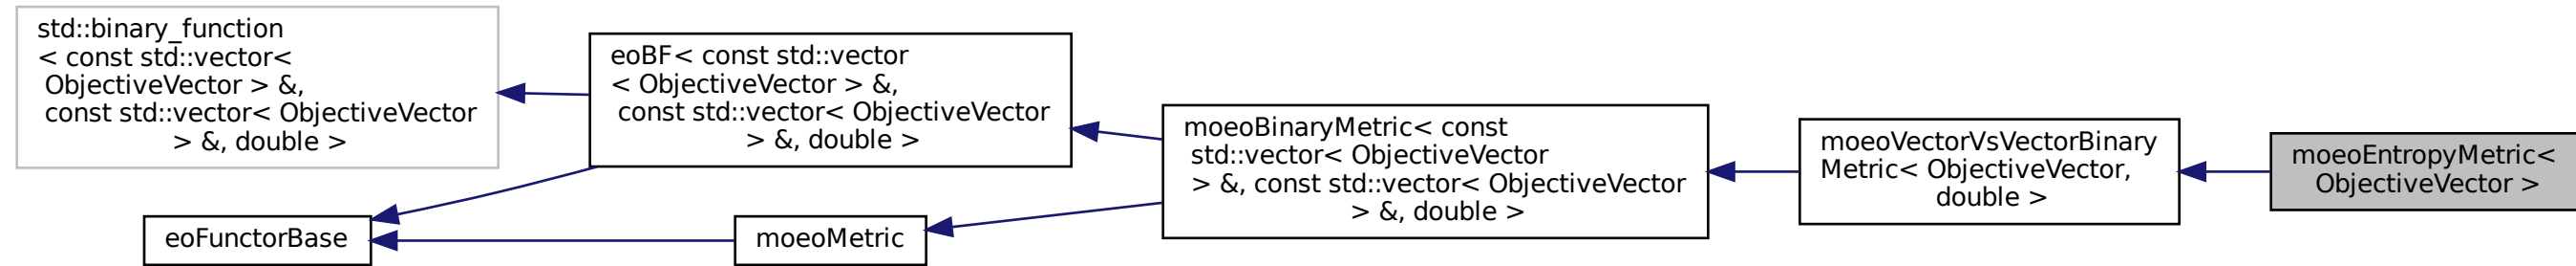 std::binary_function
< const std::vector<
ObjectiveVector > &,
const std::vector< ObjectiveVector
> &, double >
eoBF< const std::vector
< ObjectiveVector > &,
const std::vector< ObjectiveVector
> &, double >
moeoBinaryMetric< const
std::vector< ObjectiveVector
> &, const std::vector< ObjectiveVector
> &, double >
moeoVectorVsVectorBinary
Metric< ObjectiveVector,
double >
moeoEntropyMetric<
ObjectiveVector >
eoFunctorBase
moeoMetric